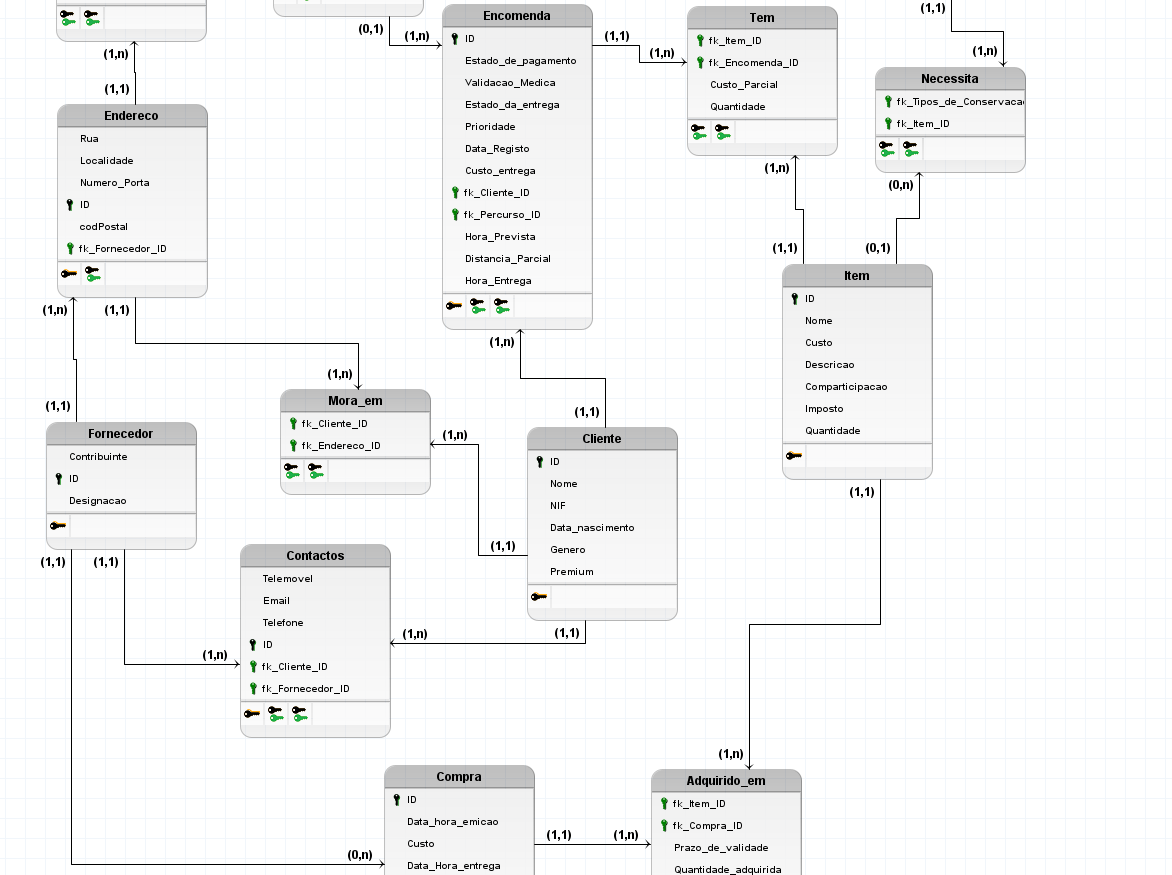 (1,n)
(1,1)
Endereco
Rua
Localidade
Numero_Porta
ID
codPostal
fk_Fornecedor_ID
(1,n)
(1,1)
(0,1)
(1,n)
Encomenda
ID
Estado_de_pagamento
Validacao_Medica
Estado_da_entrega
Prioridade
Data_Registo
Custo_entrega
fk_Cliente_ID
fk_Percurso_ID
Hora_Prevista
Distancia_Parcial
Hora_Entrega
(1,n)
(1,1)
(1,1)
(1,n)
Tem
fk_Item_ID
fk_Encomenda_ID
Custo_Parcial
Quantidade
(1,n)
(1,1)
(1,1)
(1,n)
Necessita
fk_Tipos_de_Conservaca
fk_Item_ID
(0,n)
(0,1)
Item
ID
Nome
Custo
Descricao
Comparticipacao
Imposto
Quantidade
(1,1)
(1,n)
(1,n)
Mora_em
fk_Cliente_ID
fk_Endereco_ID
(1,n)
(1,1)
Cliente
ID
Nome
NIF
Data_nascimento
Genero
Premium
(1,1)
(1,n)
(1,1)
Fornecedor
Contribuinte
ID
Designacao
(1,1)
(1,1)
(1,n)
Contactos
Telemovel
Email
Telefone
ID
fk_Cliente_ID
fk_Fornecedor_ID
(0,n)
Compra
ID
Data_hora_emicao
Custo
Data_Hora_entrega
(1,1)
(1,n)
Adquirido_em
fk_Item_ID
fk_Compra_ID
Prazo_de_validade
Quantidade_adquirida